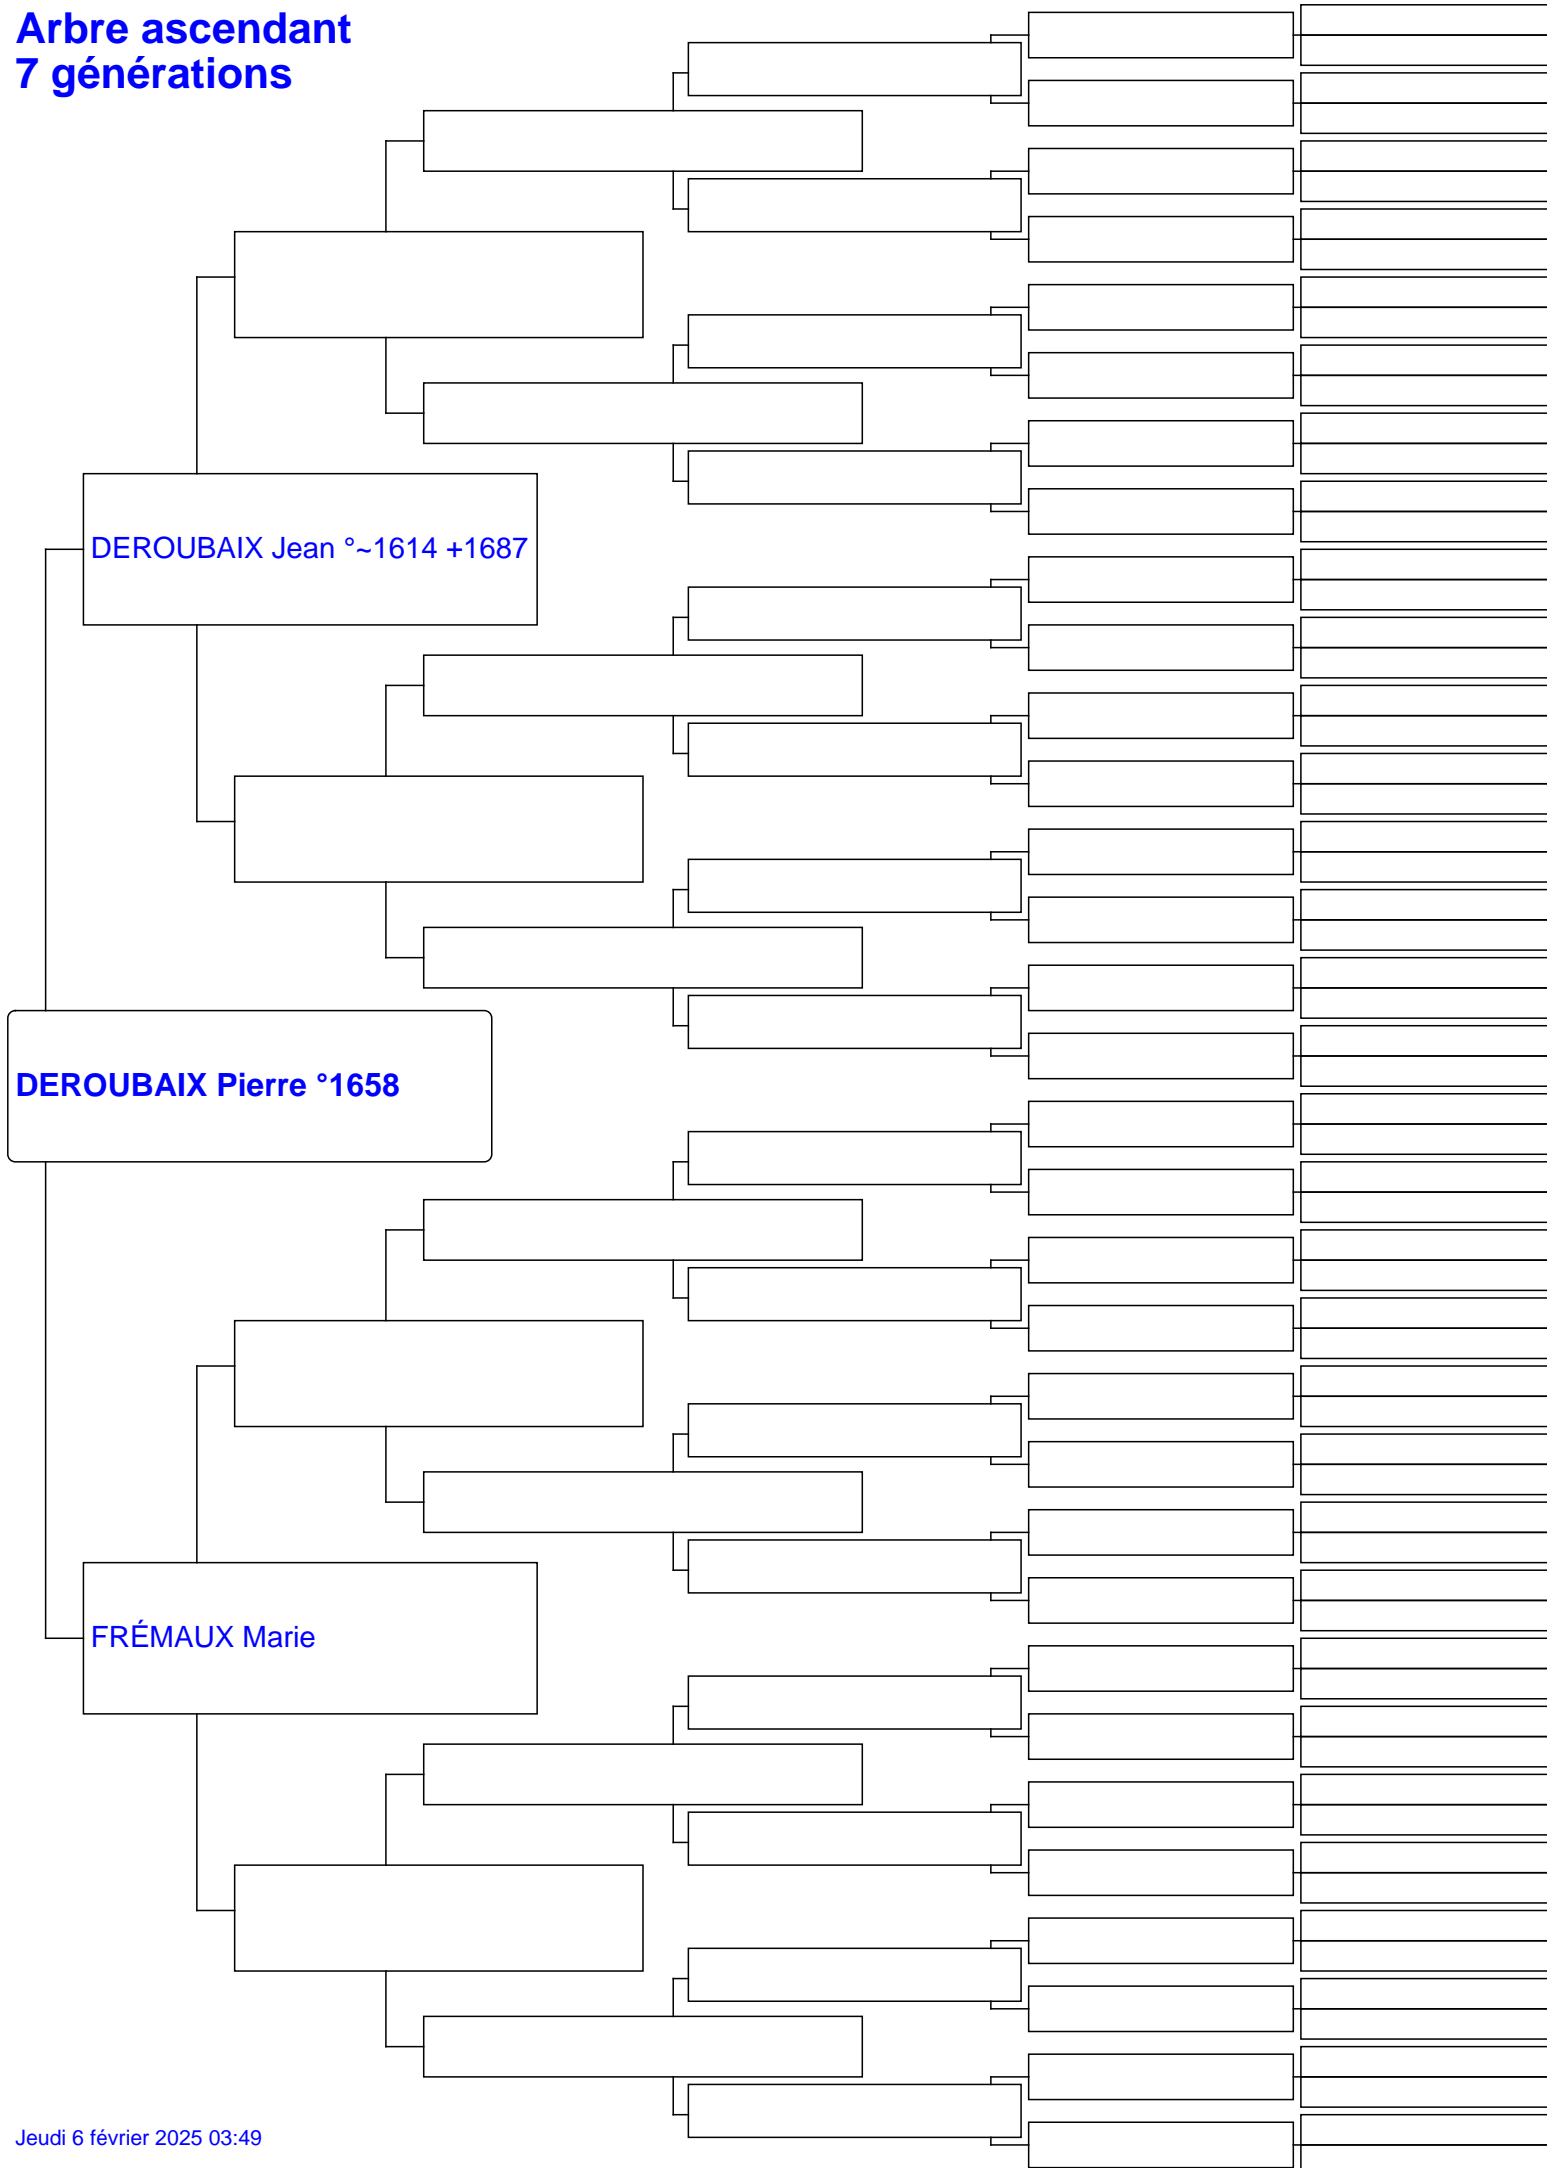 Arbre ascendant
7 générations
DEROUBAIX Jean °~1614 +1687
DEROUBAIX Pierre °1658
FRÉMAUX Marie
Jeudi 6 février 2025 03:49